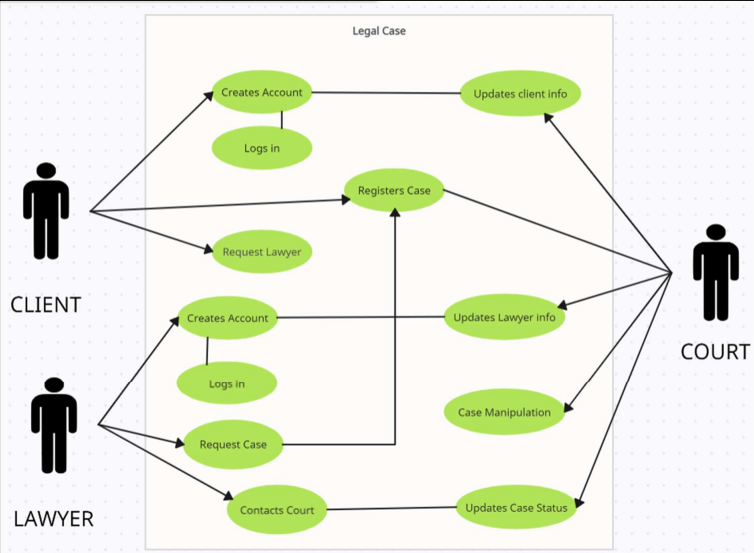 Legal Case
Creates Account
Updates client info
Logs in
Registers Case
Request Lawyer
CLIENT
Creates Account
Updates Lawyer info
COURT
Logs in
Case Manipulation
Request Case
Contacts Court
Updates Case Status
LAWYER